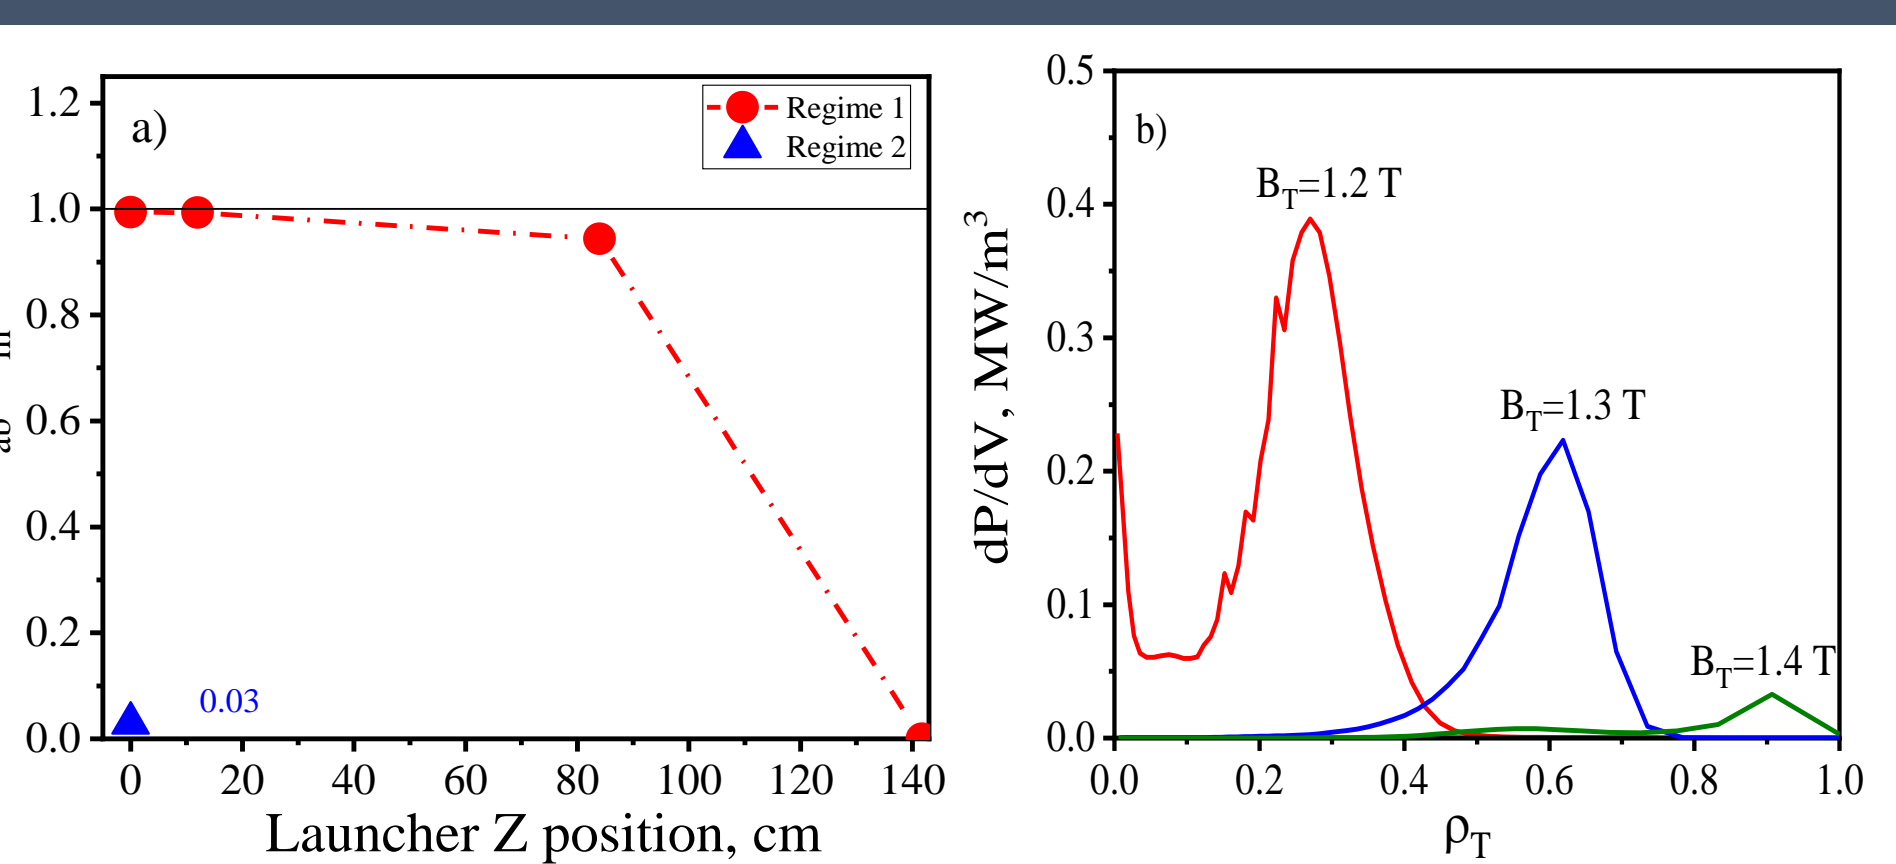 a)
Regime 1
Regime 2
1.2
1.0
0.8
0.6
0.4
0.2
0.0
0.03
0 20 40 60 80 100 120 140
Launcher Z position, cm
b)
B_T=1.2 T
B_T=1.3 T
B_T=1.4 T
dP/dV, MW/m³
0.5
0.4
0.3
0.2
0.1
0.0
0.0 0.2 0.4 0.6 0.8 1.0
ρ_T